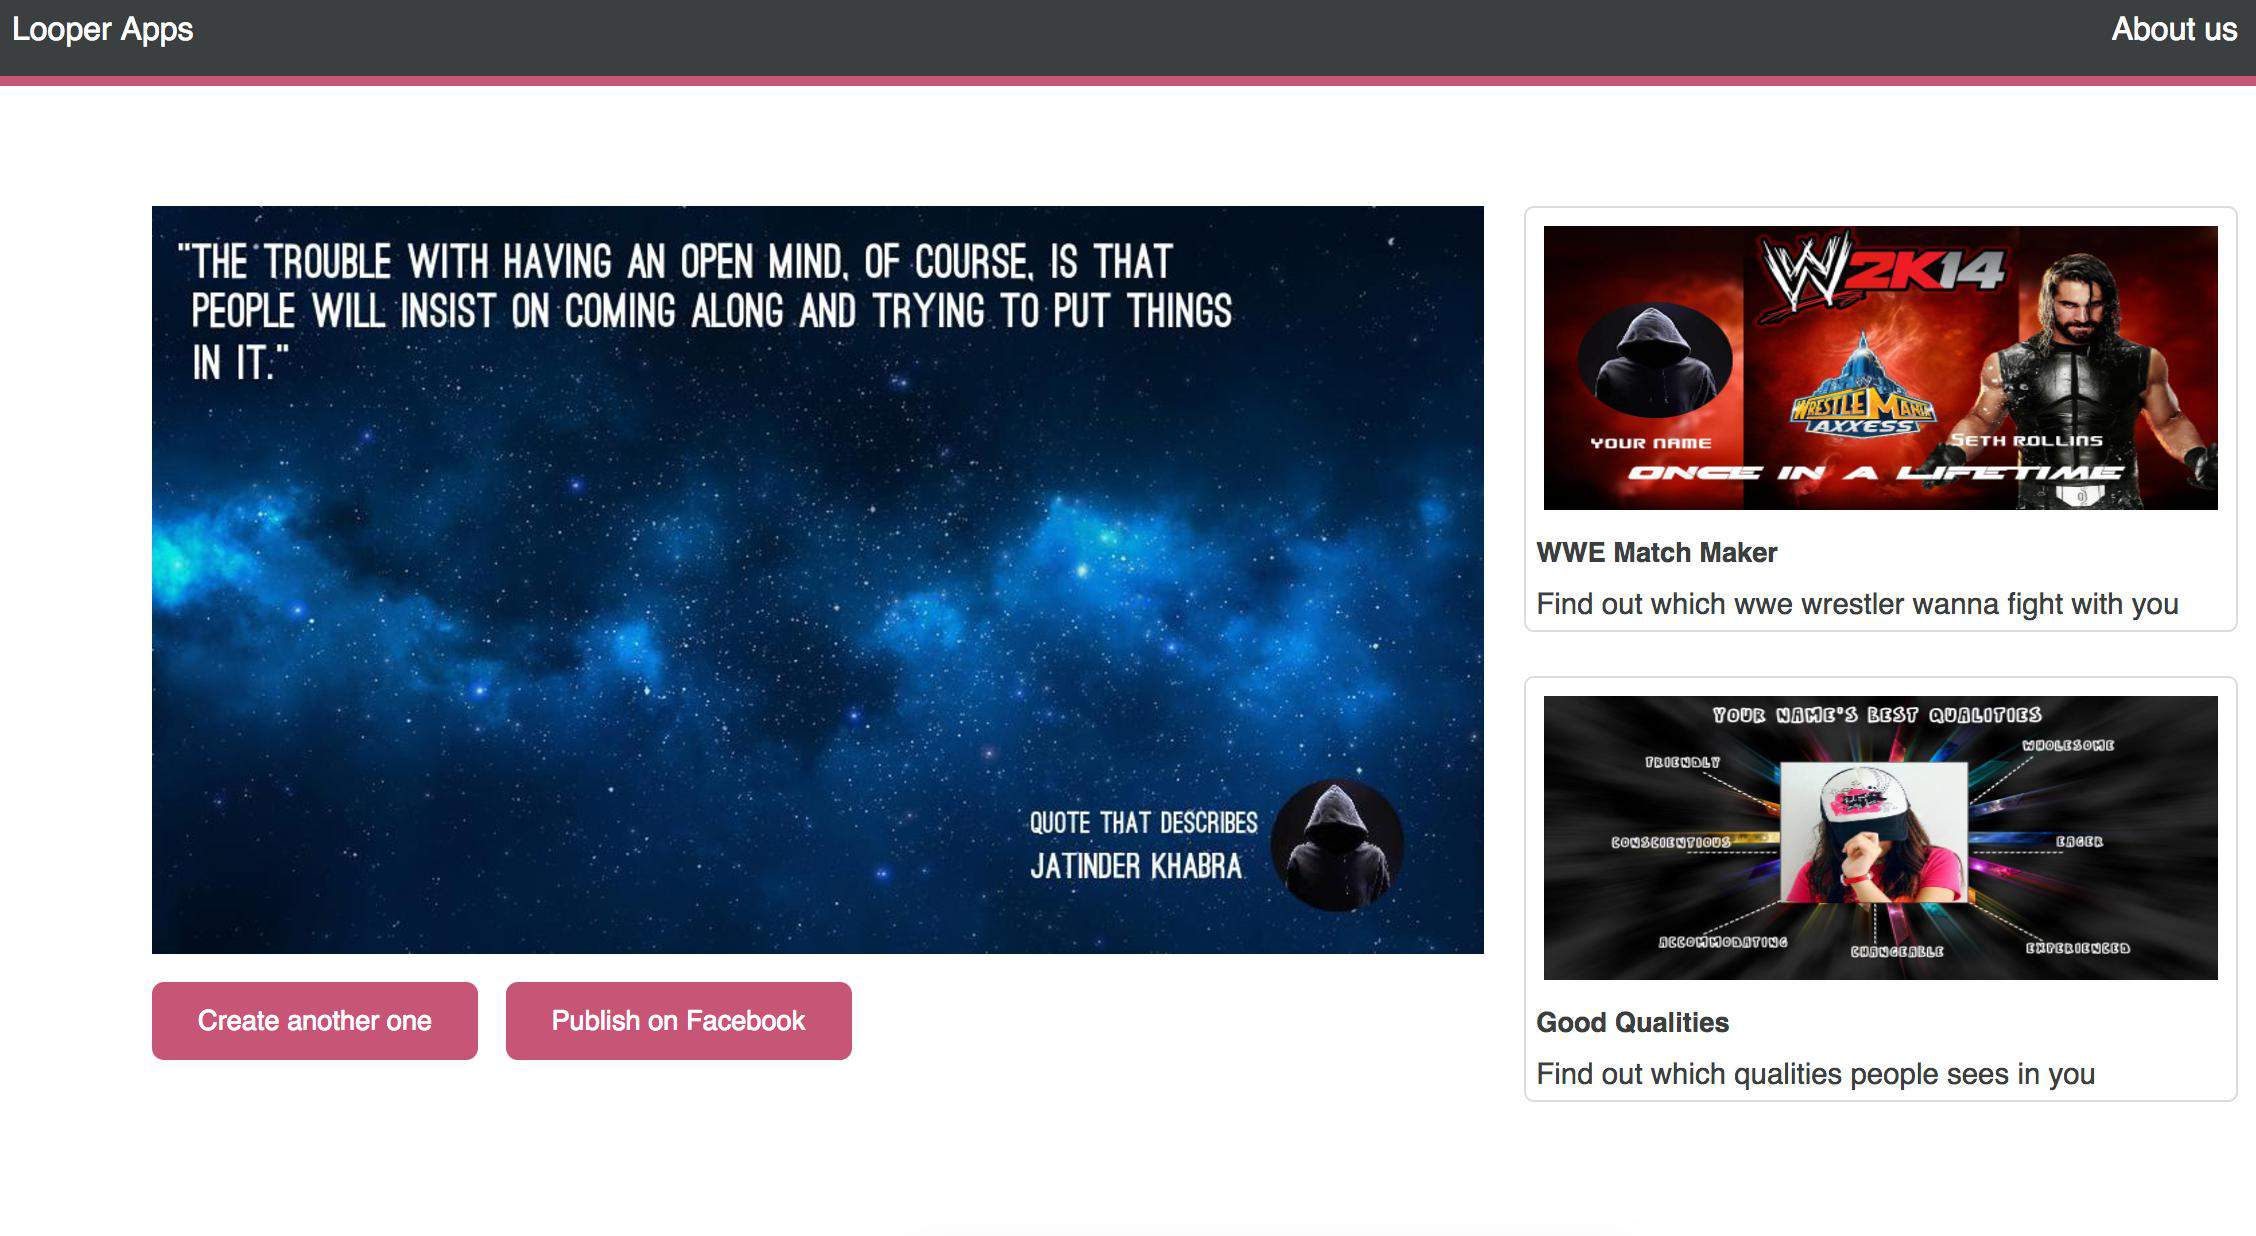 Looper Apps
About us
"THE TROUBLE WITH HAVING AN OPEN MIND, OF COURSE, IS THAT
PEOPLE WILL INSIST ON COMING ALONG AND TRYING TO PUT THINGS
IN IT."
QUOTE THAT DESCRIBES
JATINDER KHABRA
Create another one
Publish on Facebook
W 2K14
WRESTLEMANIA
AXXESS
YOUR NAME
SETH ROLLINS
ONCE IN A LIFETIME
WWE Match Maker
Find out which wwe wrestler wanna fight with you
YOUR NAME'S BEST QUALITIES
FRIENDLY
WHOLESOME
CONSCIENTIOUS
EAGER
ACCOMMODATING
CHANGEABLE
EXPERIENCED
Good Qualities
Find out which qualities people sees in you